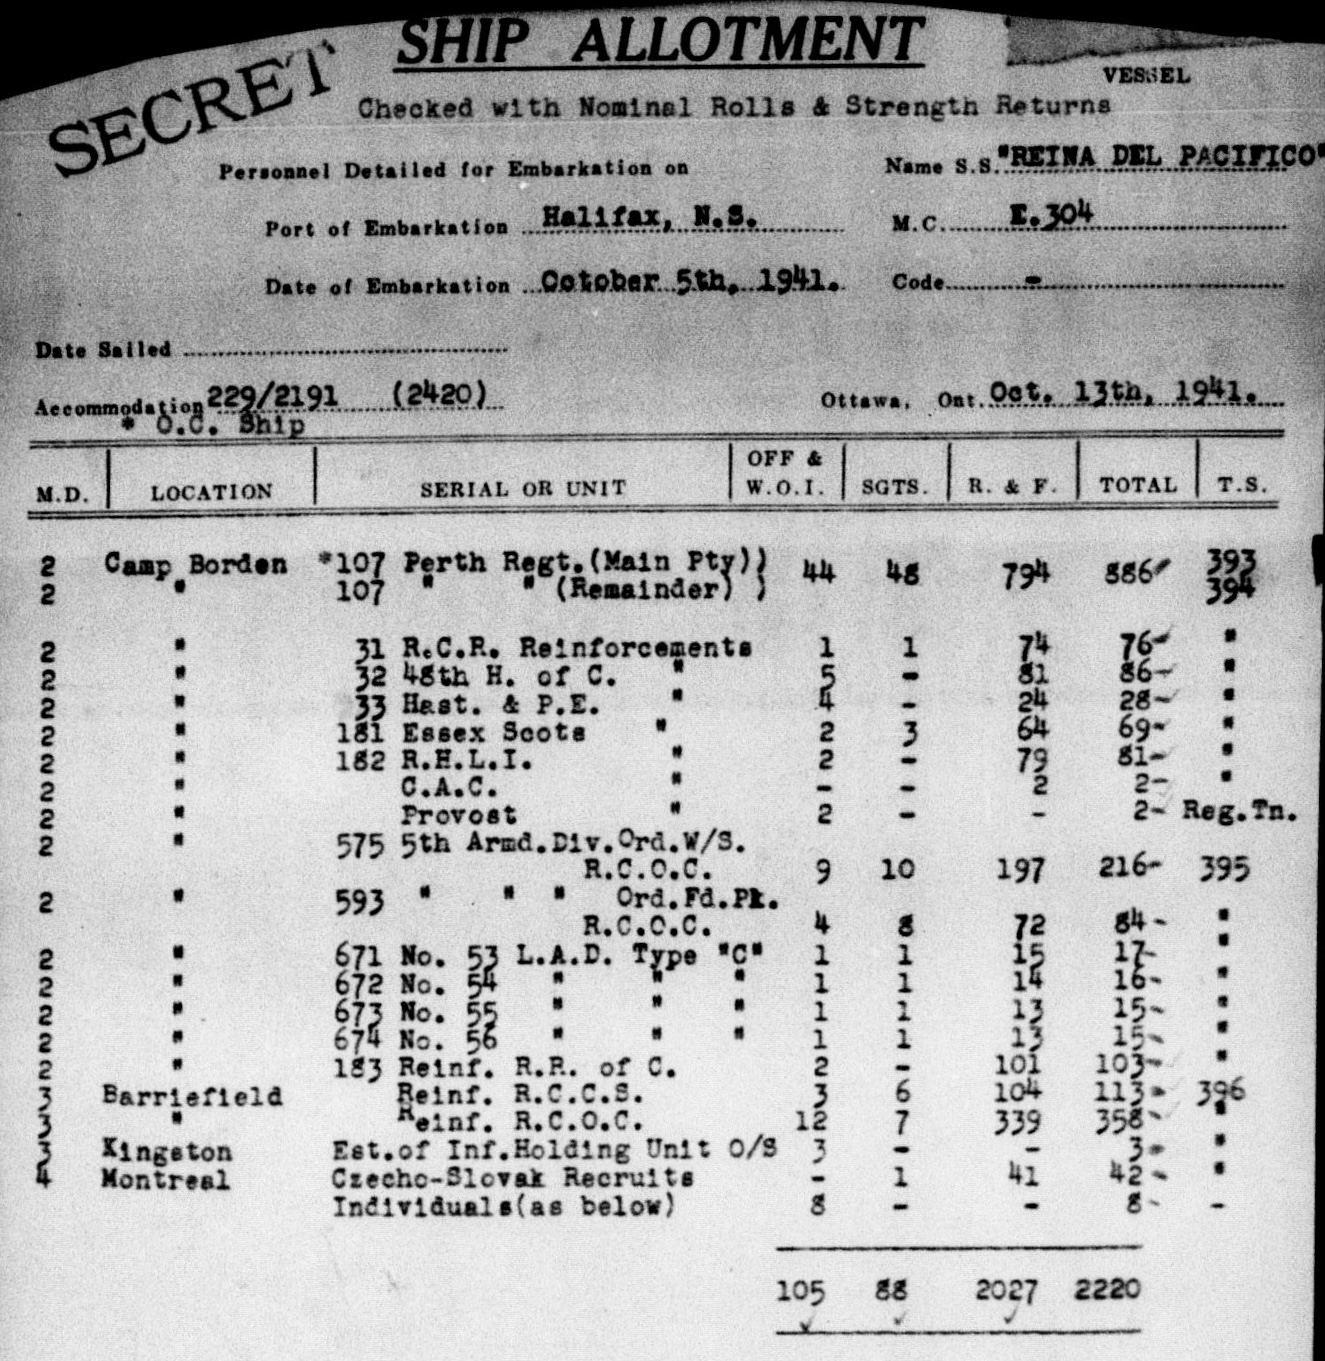 SHIP ALLOTMENT
SECRET
VESSEL
Checked with Nominal Rolls & Strength Returns
Personnel Detailed for Embarkation on Name S.S. "REINA DEL PACIFICO"
Port of Embarkation Halifax, N.S. M.C. E.304
Date of Embarkation October 5th, 1941. Code -
Date Sailed
Accommodation 229/2191 (2420) Ottawa, Ont. Oct. 13th, 1941.
* O.C. Ship
M.D. LOCATION SERIAL OR UNIT OFF & W.O.I. SGTS. R. & F. TOTAL T.S.
2 Camp Borden *107 Perth Regt.(Main Pty)) 44 48 794 886 393
2 " 107 " " (Remainder) ) 394
2 " 31 R.C.R. Reinforcements 1 1 74 76- "
2 " 32 48th H. of C. " 5 - 81 86- "
2 " 33 Hast. & P.E. " 4 - 24 28- "
2 " 181 Essex Scots " 2 3 64 69- "
2 " 182 R.H.L.I. " 2 - 79 81- "
2 " C.A.C. " - - 2 2- "
2 " Provost " 2 - - 2- Reg.Tn.
2 " 575 5th Armd.Div.Ord.W/S.
R.C.O.C. 9 10 197 216- 395
2 " 593 " " " Ord.Fd.Pk.
R.C.O.C. 4 8 72 84- "
2 " 671 No. 53 L.A.D. Type "C" 1 1 15 17- "
2 " 672 No. 54 " " " 1 1 14 16- "
2 " 673 No. 55 " " " 1 1 13 15- "
2 " 674 No. 56 " " " 1 1 13 15- "
2 " 183 Reinf. R.R. of C. 2 - 101 103- "
3 Barriefield Reinf. R.C.C.S. 3 6 104 113- 396
3 " Reinf. R.C.O.C. 12 7 339 358- "
3 Kingston Est.of Inf.Holding Unit O/S 3 - - 3- "
4 Montreal Czecho-Slovak Recruits - 1 41 42- "
Individuals(as below) 8 - - 8- -
105 88 2027 2220